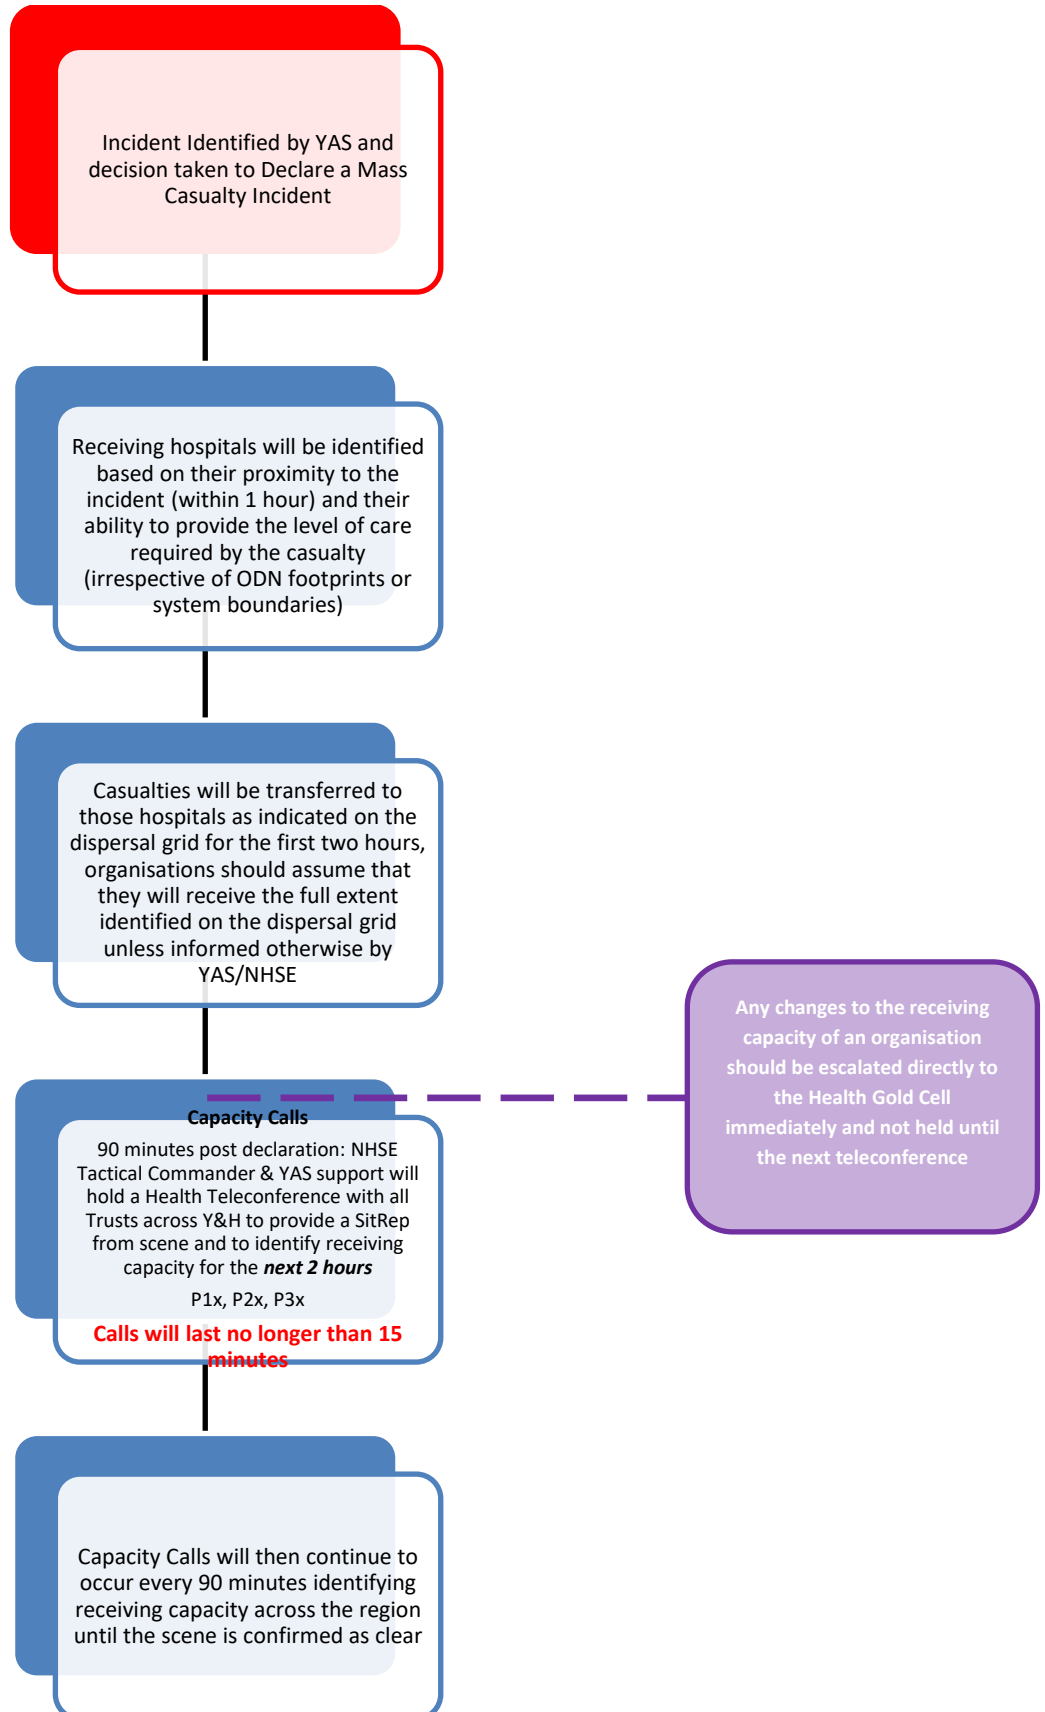 Incident Identified by YAS and
decision taken to Declare a Mass
Casualty Incident
Receiving hospitals will be identified
based on their proximity to the
incident (within 1 hour) and their
ability to provide the level of care
required by the casualty
(irrespective of ODN footprints or
system boundaries)
Casualties will be transferred to
those hospitals as indicated on the
dispersal grid for the first two hours,
organisations should assume that
they will receive the full extent
identified on the dispersal grid
unless informed otherwise by
YAS/NHSE
Any changes to the receiving
capacity of an organisation
should be escalated directly to
the Health Gold Cell
immediately and not held until
the next teleconference
Capacity Calls
90 minutes post declaration: NHSE
Tactical Commander & YAS support will
hold a Health Teleconference with all
Trusts across Y&H to provide a SitRep
from scene and to identify receiving
capacity for the next 2 hours
P1x, P2x, P3x
Calls will last no longer than 15
minutes
Capacity Calls will then continue to
occur every 90 minutes identifying
receiving capacity across the region
until the scene is confirmed as clear